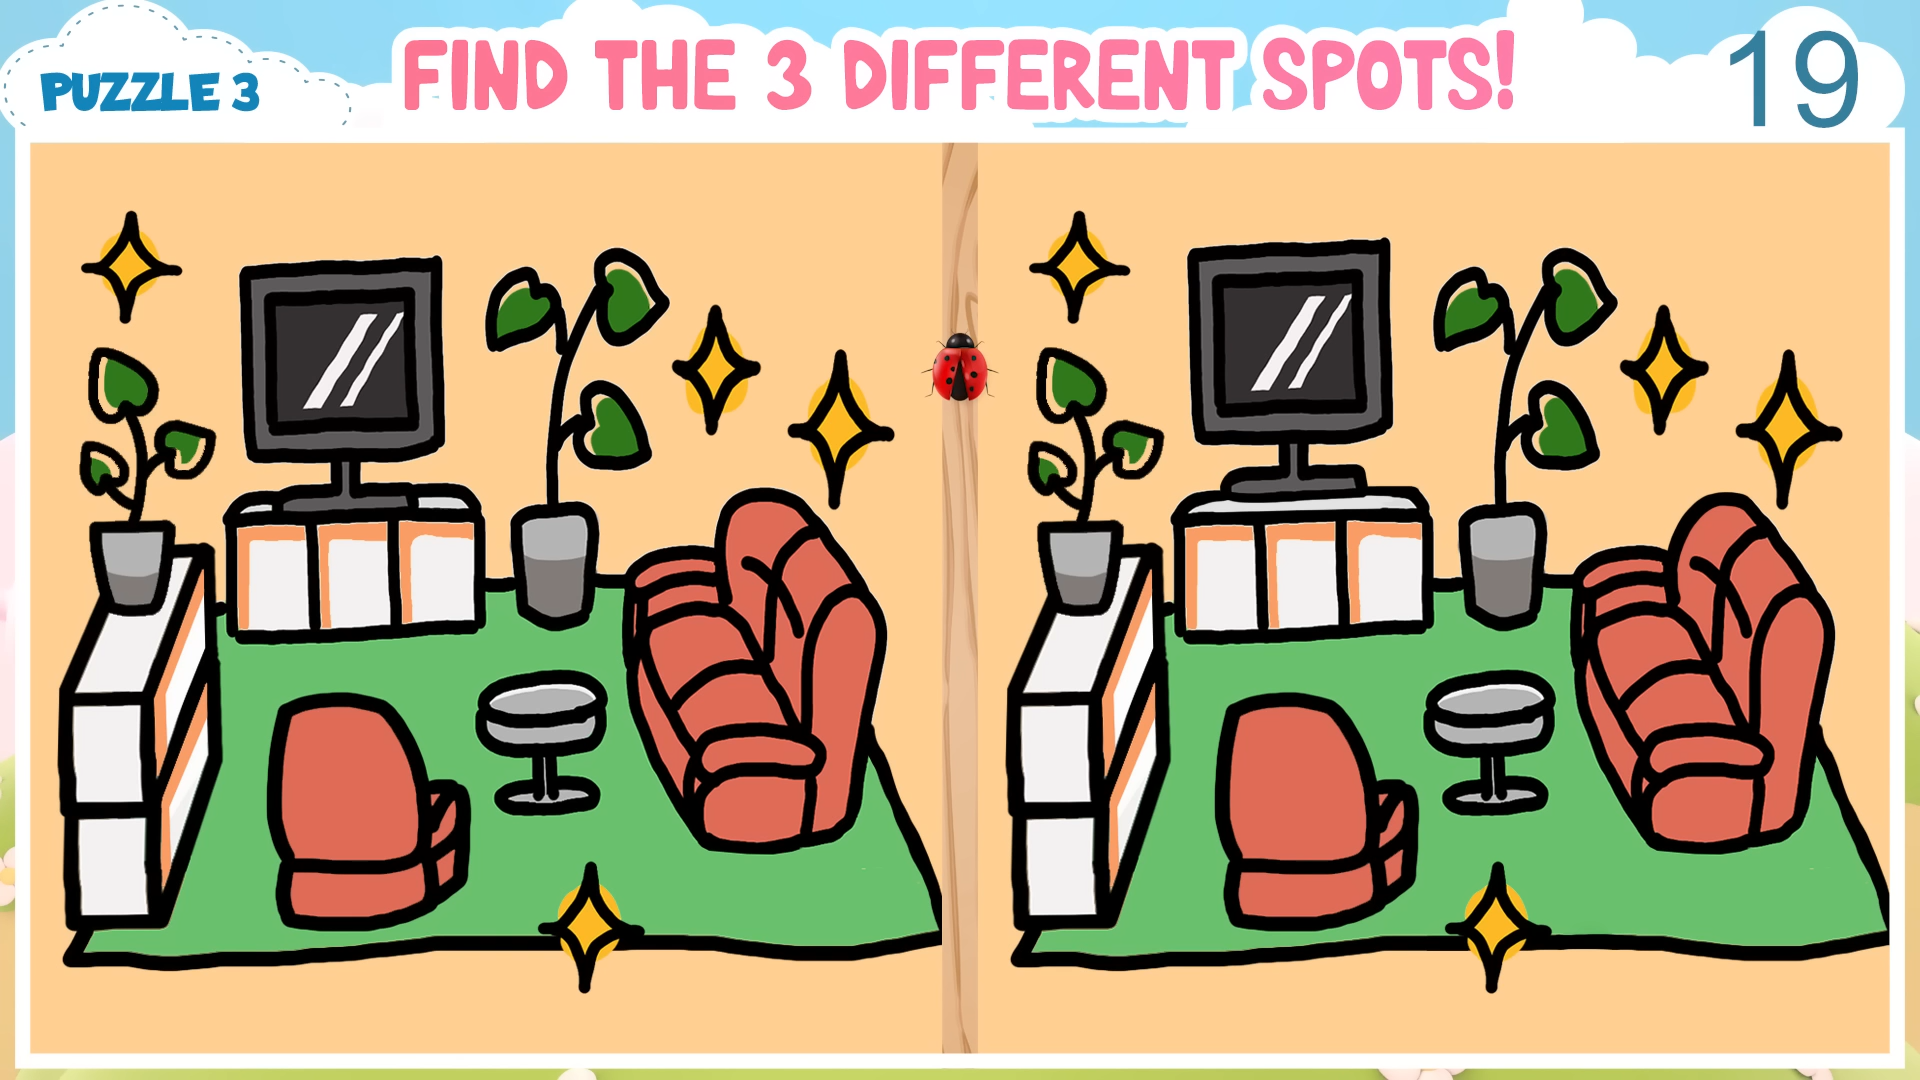 PUZZLE 3
FIND THE 3 DIFFERENT SPOTS!
19